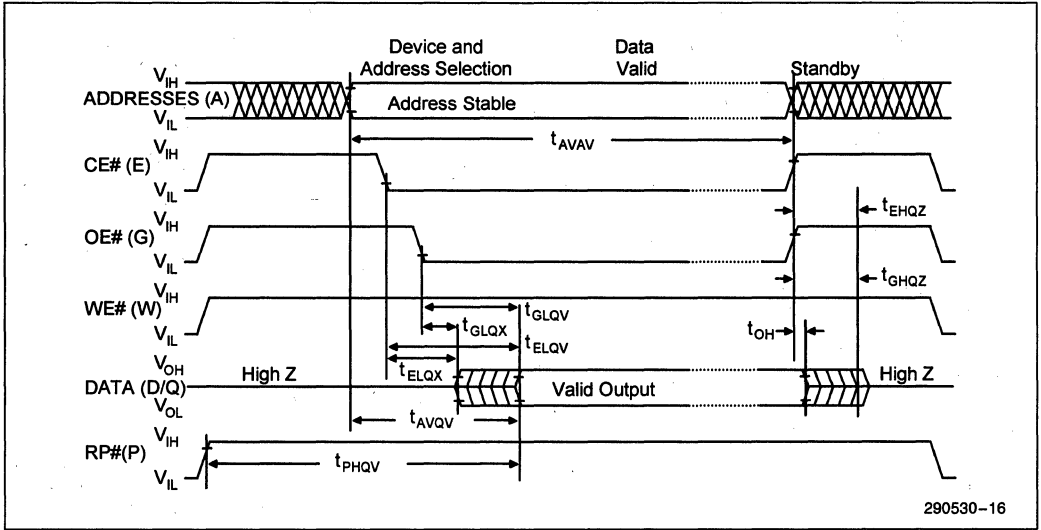 Device and
Address Selection
Data
Valid
Standby
V_IH
ADDRESSES (A)
V_IL
Address Stable
t_AVAV
V_IH
CE# (E)
V_IL
t_EHQZ
V_IH
OE# (G)
V_IL
t_GHQZ
V_IH
WE# (W)
V_IL
t_GLQV
t_GLQX
t_OH
t_ELQV
t_ELQX
V_OH
DATA (D/Q)
V_OL
High Z
Valid Output
High Z
t_AVQV
V_IH
RP#(P)
V_IL
t_PHQV
290530-16